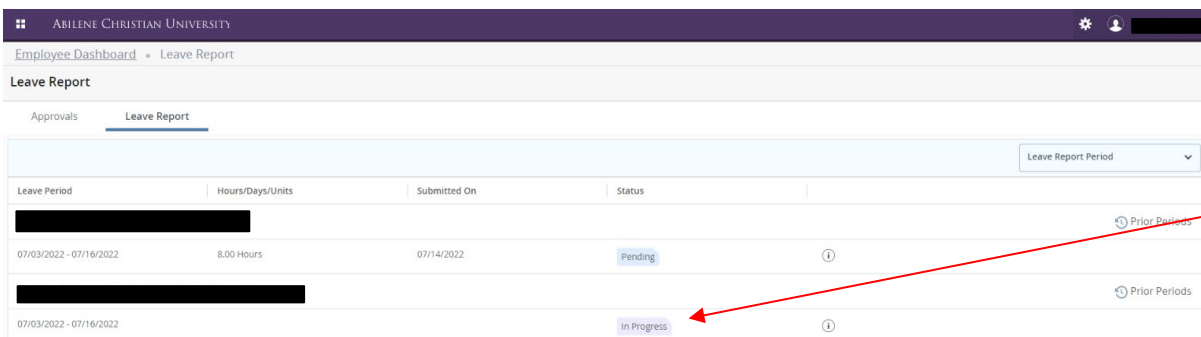 ABILENE CHRISTIAN UNIVERSITY
Employee Dashboard • Leave Report
Leave Report
Approvals Leave Report
Leave Report Period
Leave Period Hours/Days/Units Submitted On Status
Prior Periods
07/03/2022 - 07/16/2022 8.00 Hours 07/14/2022 Pending
Prior Periods
07/03/2022 - 07/16/2022 In Progress